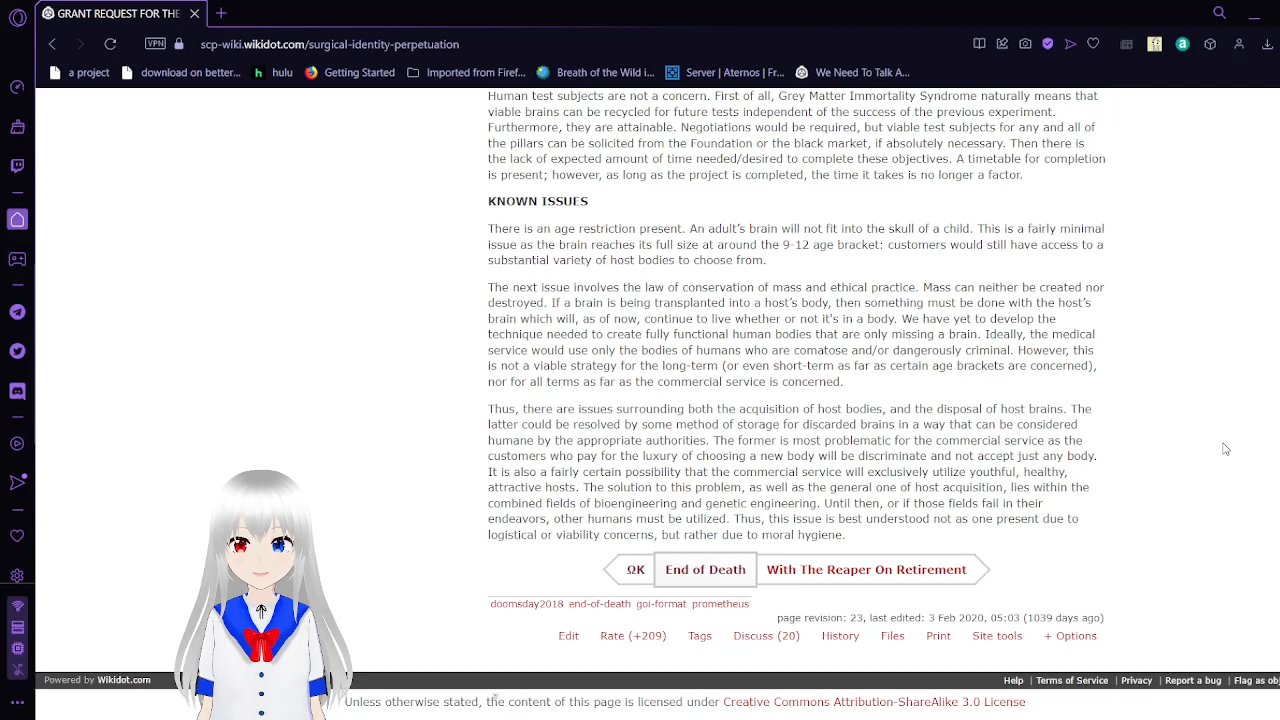 GRANT REQUEST FOR THE
VPN
scp-wiki.wikidot.com/surgical-identity-perpetuation
a project
download on better...
hulu
Getting Started
Imported from Firef...
Breath of the Wild i...
Server | Aternos | Fr...
We Need To Talk A...
Human test subjects are not a concern. First of all, Grey Matter Immortality Syndrome naturally means that
viable brains can be recycled for future tests independent of the success of the previous experiment.
Furthermore, they are attainable. Negotiations would be required, but viable test subjects for any and all of
the pillars can be solicited from the Foundation or the black market, if absolutely necessary. Then there is
the lack of expected amount of time needed/desired to complete these objectives. A timetable for completion
is present; however, as long as the project is completed, the time it takes is no longer a factor.
KNOWN ISSUES
There is an age restriction present. An adult’s brain will not fit into the skull of a child. This is a fairly minimal
issue as the brain reaches its full size at around the 9-12 age bracket: customers would still have access to a
substantial variety of host bodies to choose from.
The next issue involves the law of conservation of mass and ethical practice. Mass can neither be created nor
destroyed. If a brain is being transplanted into a host’s body, then something must be done with the host’s
brain which will, as of now, continue to live whether or not it's in a body. We have yet to develop the
technique needed to create fully functional human bodies that are only missing a brain. Ideally, the medical
service would use only the bodies of humans who are comatose and/or dangerously criminal. However, this
is not a viable strategy for the long-term (or even short-term as far as certain age brackets are concerned),
nor for all terms as far as the commercial service is concerned.
Thus, there are issues surrounding both the acquisition of host bodies, and the disposal of host brains. The
latter could be resolved by some method of storage for discarded brains in a way that can be considered
humane by the appropriate authorities. The former is most problematic for the commercial service as the
customers who pay for the luxury of choosing a new body will be discriminate and not accept just any body.
It is also a fairly certain possibility that the commercial service will exclusively utilize youthful, healthy,
attractive hosts. The solution to this problem, as well as the general one of host acquisition, lies within the
combined fields of bioengineering and genetic engineering. Until then, or if those fields fail in their
endeavors, other humans must be utilized. Thus, this issue is best understood not as one present due to
logistical or viability concerns, but rather due to moral hygiene.
ΩK
End of Death
With The Reaper On Retirement
doomsday2018 end-of-death goi-format prometheus
page revision: 23, last edited: 3 Feb 2020, 05:03 (1039 days ago)
Edit Rate (+209) Tags Discuss (20) History Files Print Site tools + Options
Powered by Wikidot.com
Help | Terms of Service | Privacy | Report a bug | Flag as ob
Unless otherwise stated, the content of this page is licensed under Creative Commons Attribution-ShareAlike 3.0 License